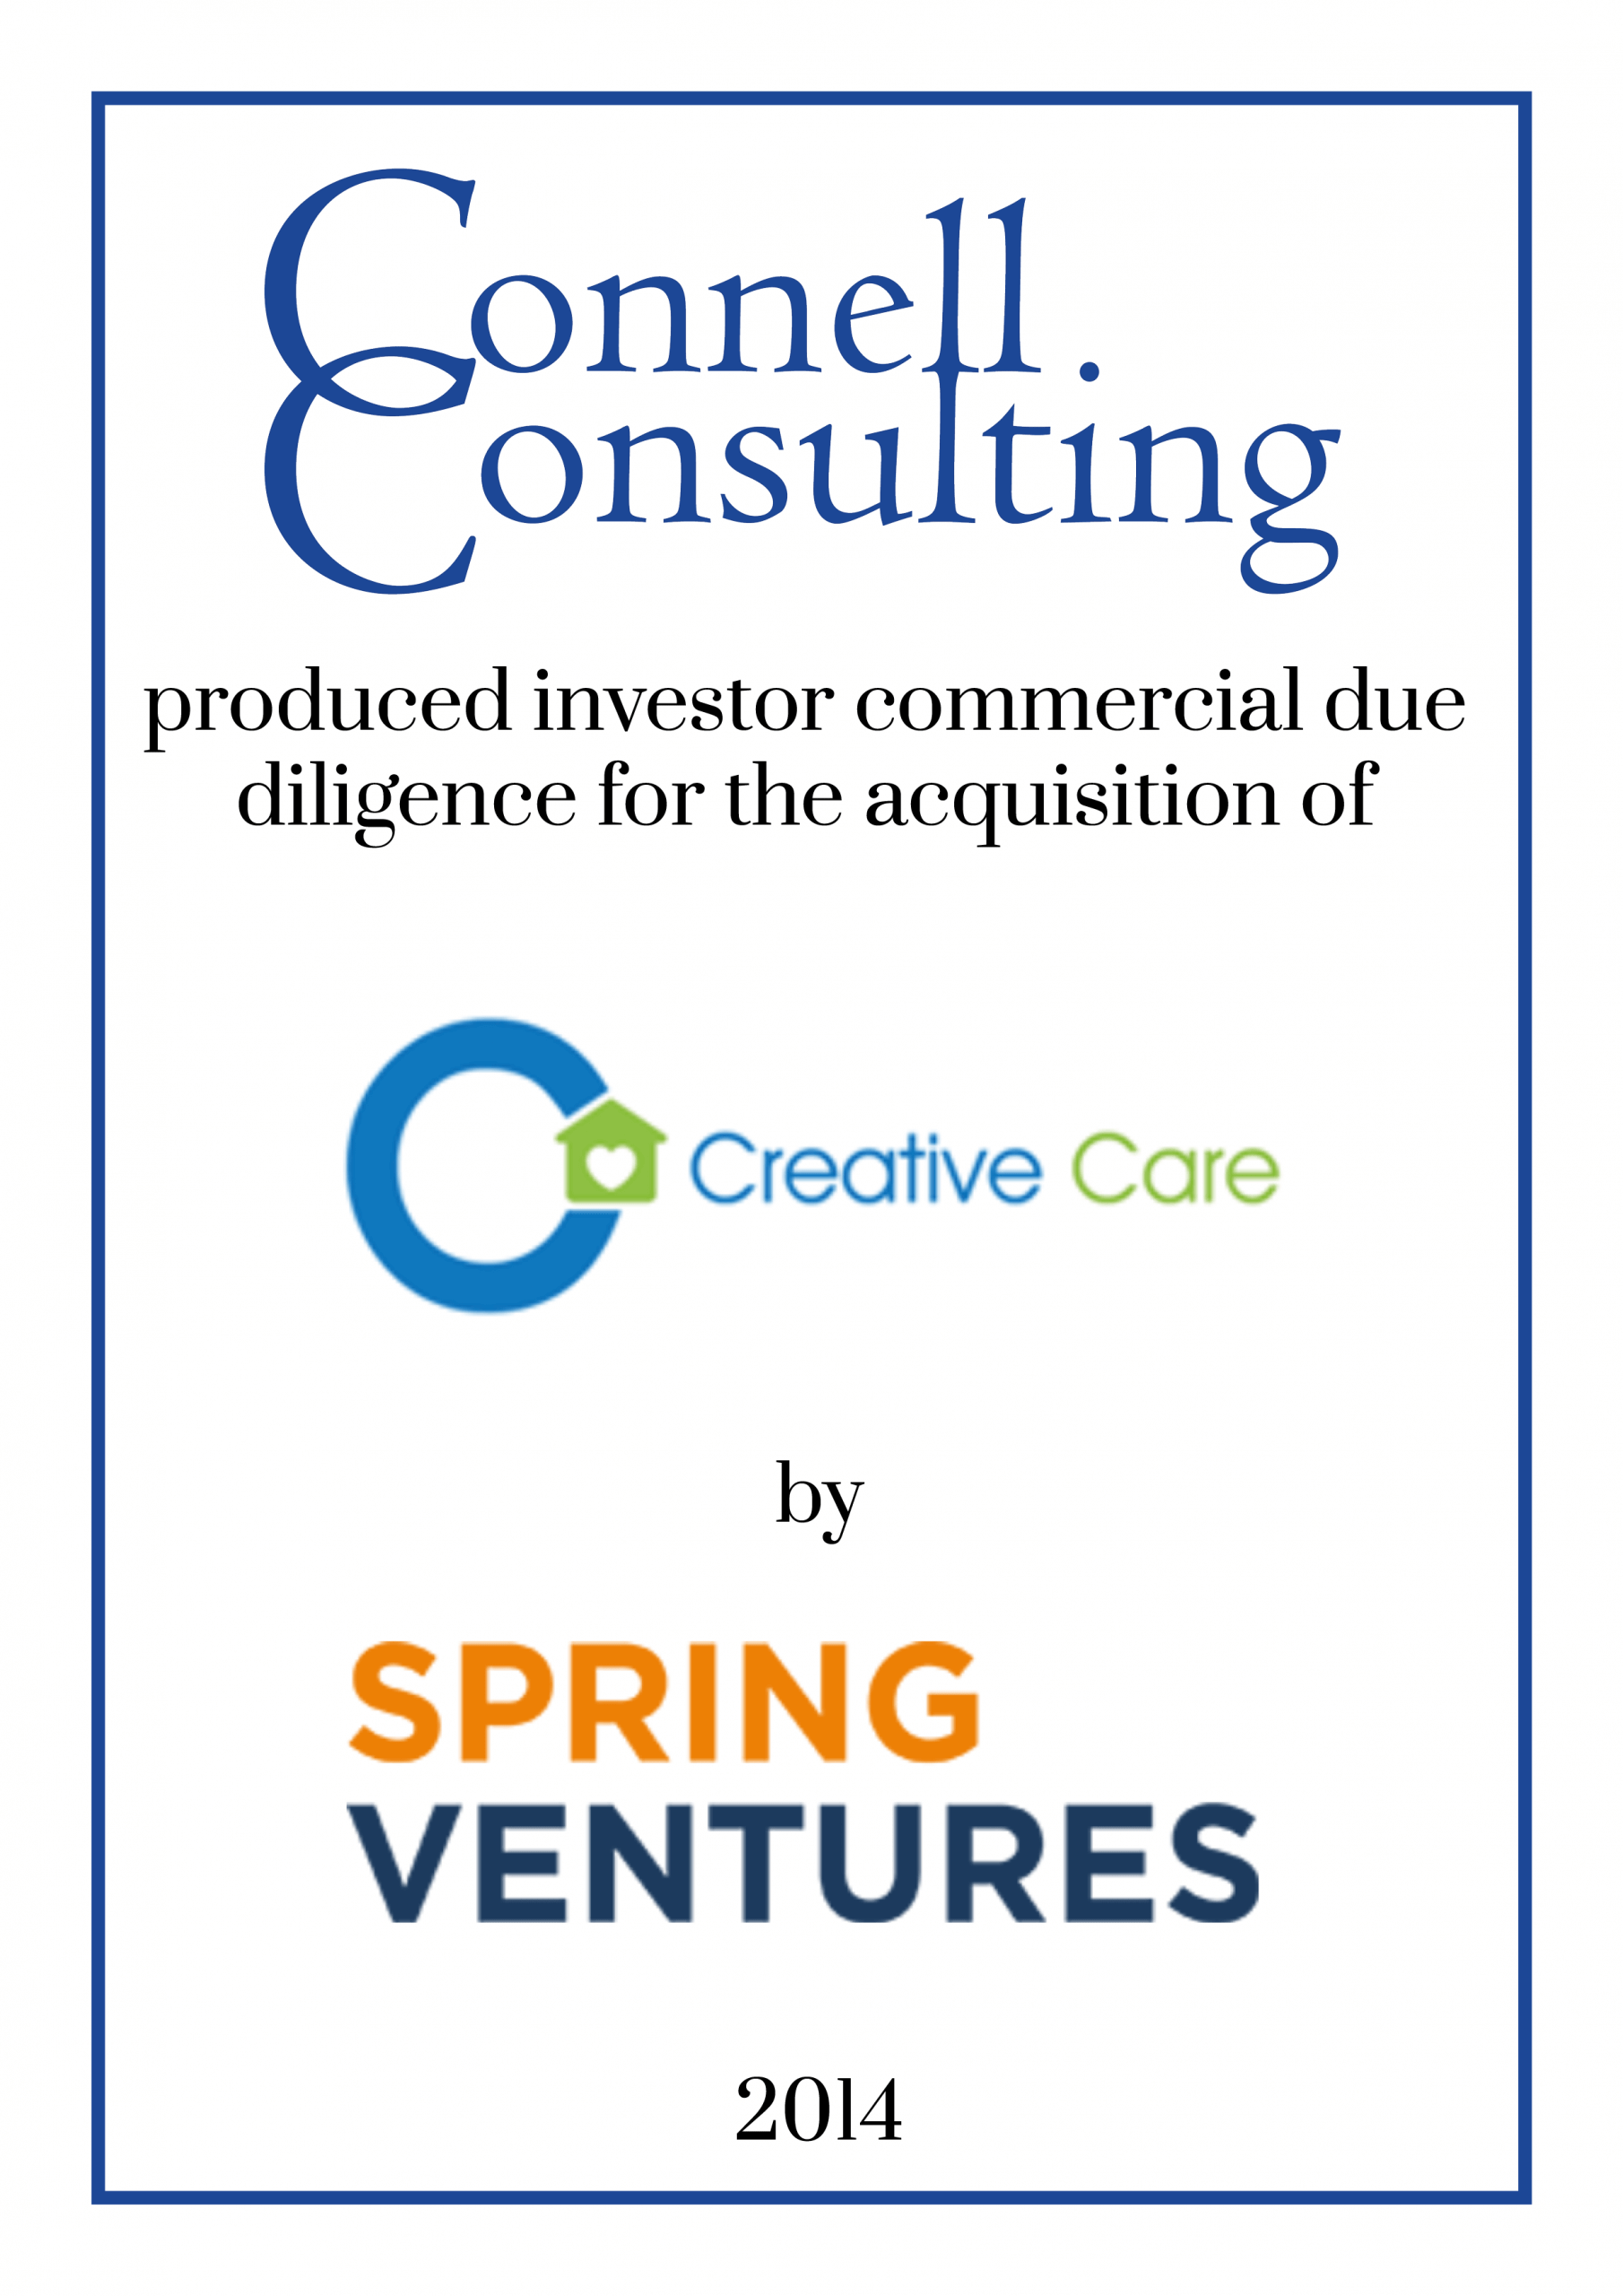 Connell
Consulting
produced investor commercial due
diligence for the acquisition of
Creative Care
by
SPRING
VENTURES
2014